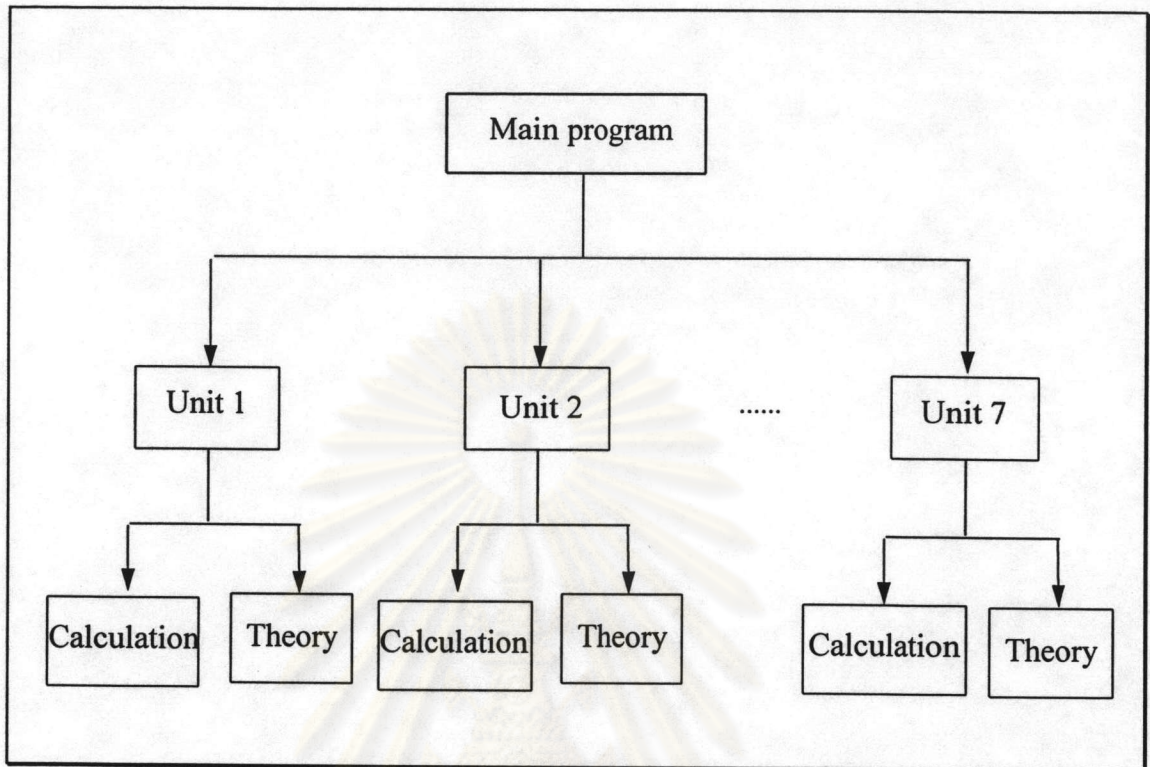 Main program
Unit 1
Unit 2
......
Unit 7
Calculation
Theory
Calculation
Theory
Calculation
Theory